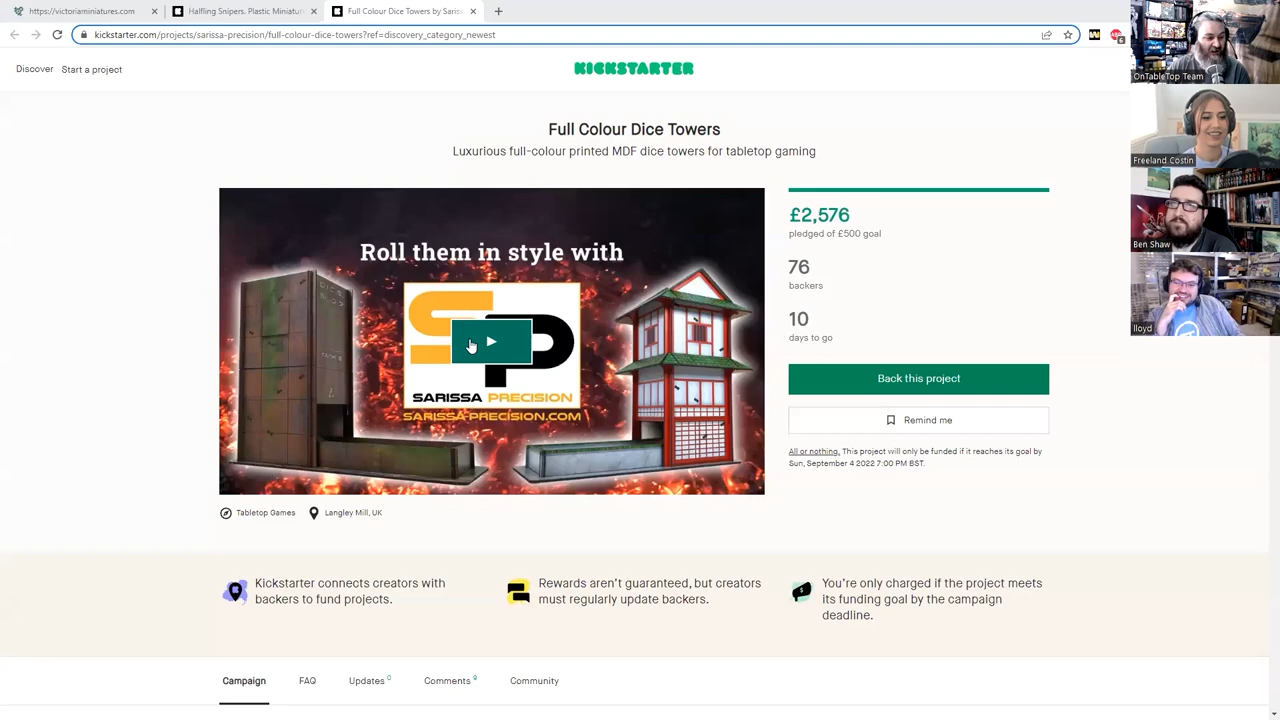 https://victoriaminiatures.com
Halfling Snipers. Plastic Miniatur
Full Colour Dice Towers by Saris
kickstarter.com/projects/sarissa-precision/full-colour-dice-towers?ref=discovery_category_newest
OnTableTop Team
Discover
Start a project
KICKSTARTER
Full Colour Dice Towers
Luxurious full-colour printed MDF dice towers for tabletop gaming
Freeland Costin
Roll them in style with
SP
SARISSA PRECISION
SARISSA-PRECISION.COM
£2,576
pledged of £500 goal
Ben Shaw
76
backers
10
days to go
lloyd
Back this project
Remind me
All or nothing. This project will only be funded if it reaches its goal by
Sun, September 4 2022 7:00 PM BST.
Tabletop Games
Langley Mill, UK
Kickstarter connects creators with
backers to fund projects.
Rewards aren't guaranteed, but creators
must regularly update backers.
You're only charged if the project meets
its funding goal by the campaign
deadline.
Campaign
FAQ
Updates 0
Comments 9
Community